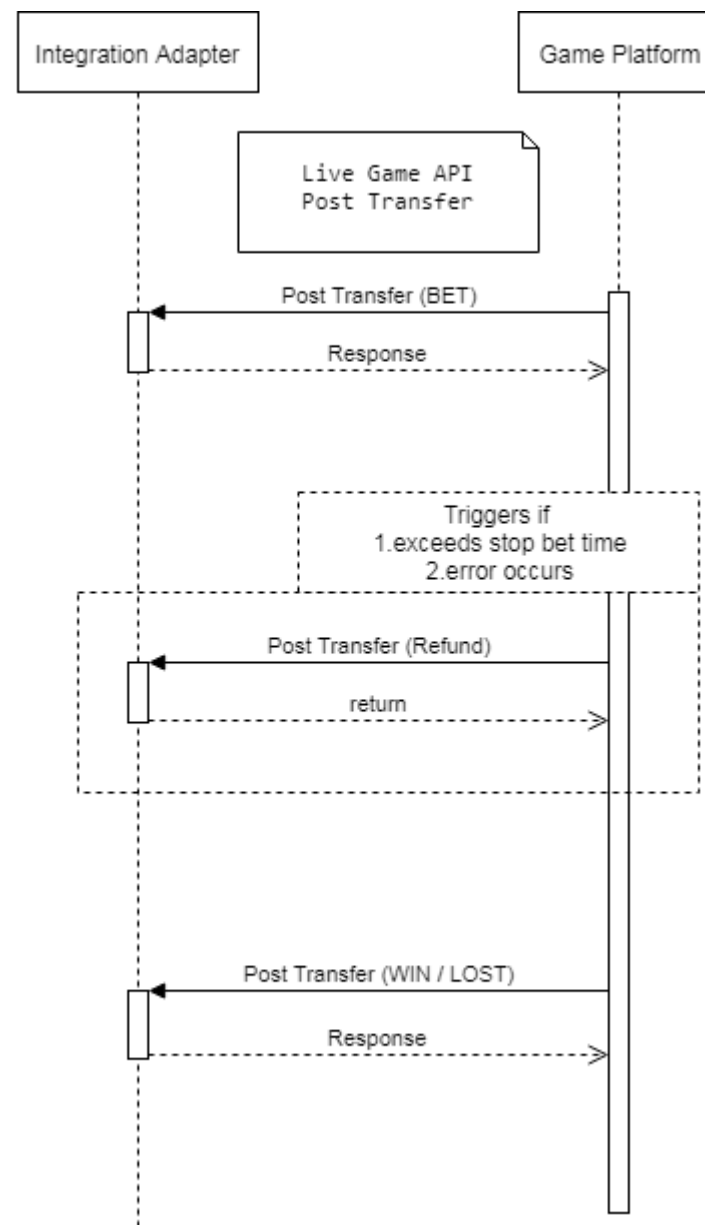 Integration Adapter
Game Platform
Live Game API
Post Transfer
Post Transfer (BET)
Response
Triggers if
1.exceeds stop bet time
2.error occurs
Post Transfer (Refund)
return
Post Transfer (WIN / LOST)
Response